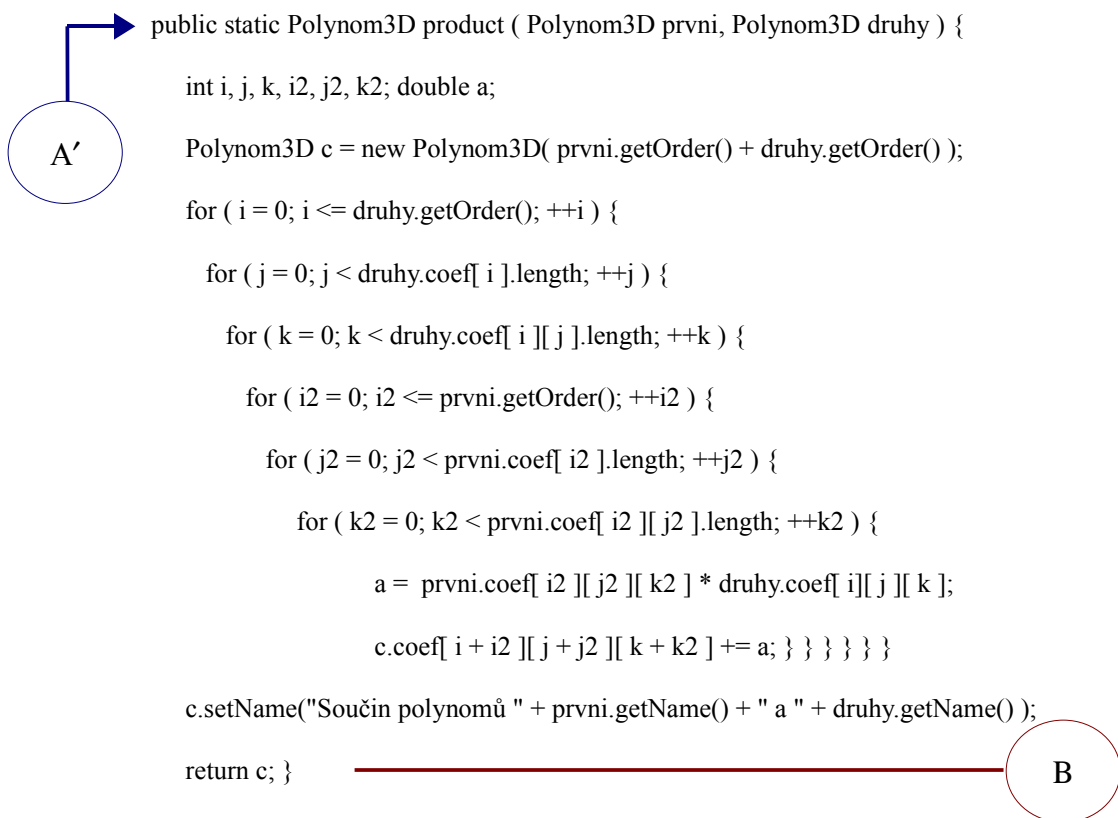 public static Polynom3D product ( Polynom3D prvni, Polynom3D druhy ) {
int i, j, k, i2, j2, k2; double a;
A′
Polynom3D c = new Polynom3D( prvni.getOrder() + druhy.getOrder() );
for ( i = 0; i <= druhy.getOrder(); ++i ) {
for ( j = 0; j < druhy.coef[ i ].length; ++j ) {
for ( k = 0; k < druhy.coef[ i ][ j ].length; ++k ) {
for ( i2 = 0; i2 <= prvni.getOrder(); ++i2 ) {
for ( j2 = 0; j2 < prvni.coef[ i2 ].length; ++j2 ) {
for ( k2 = 0; k2 < prvni.coef[ i2 ][ j2 ].length; ++k2 ) {
a =  prvni.coef[ i2 ][ j2 ][ k2 ] * druhy.coef[ i][ j ][ k ];
c.coef[ i + i2 ][ j + j2 ][ k + k2 ] += a; } } } } } }
c.setName("Součin polynomů " + prvni.getName() + " a " + druhy.getName() );
return c; }
B